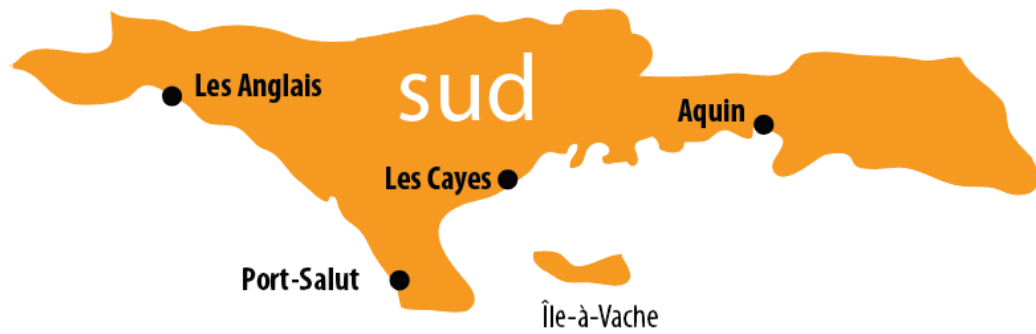 sud
Les Anglais
Aquin
Les Cayes
Port-Salut
Île-à-Vache